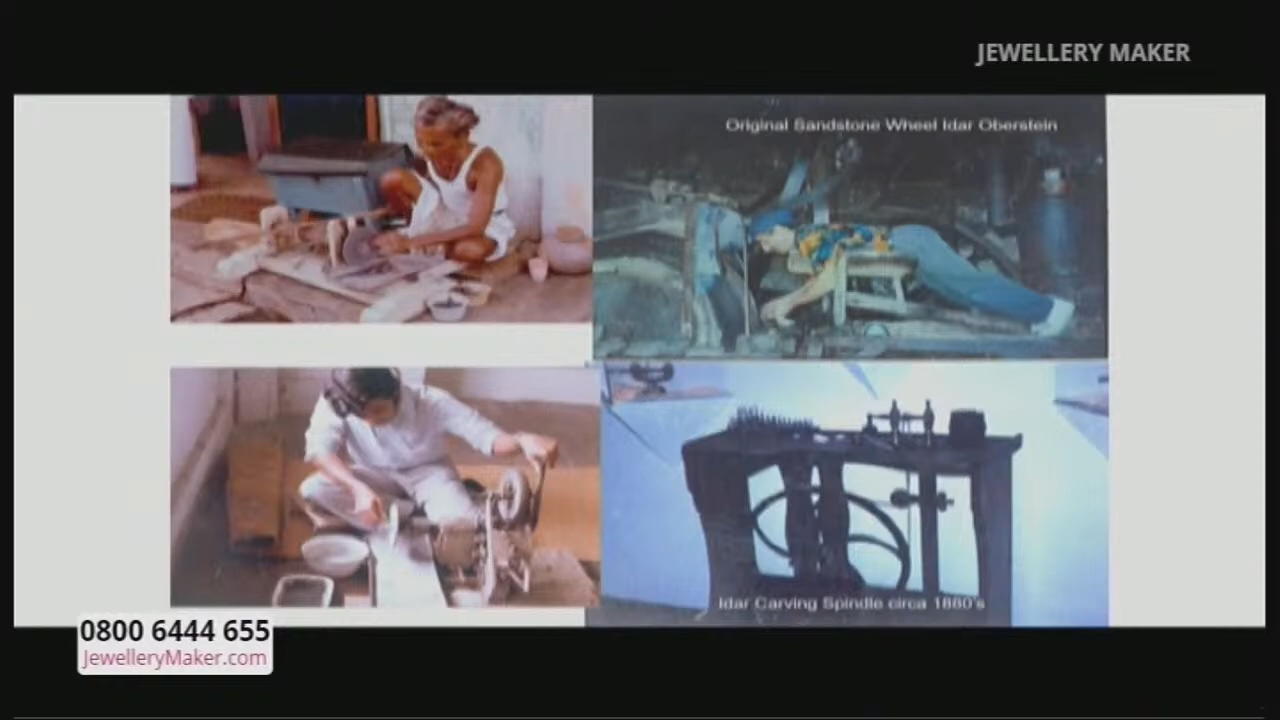 JEWELLERY MAKER
Original Sandstone Wheel Idar Oberstein
Idar Carving Spindle circa 1880's
0800 6444 655
JewelleryMaker.com